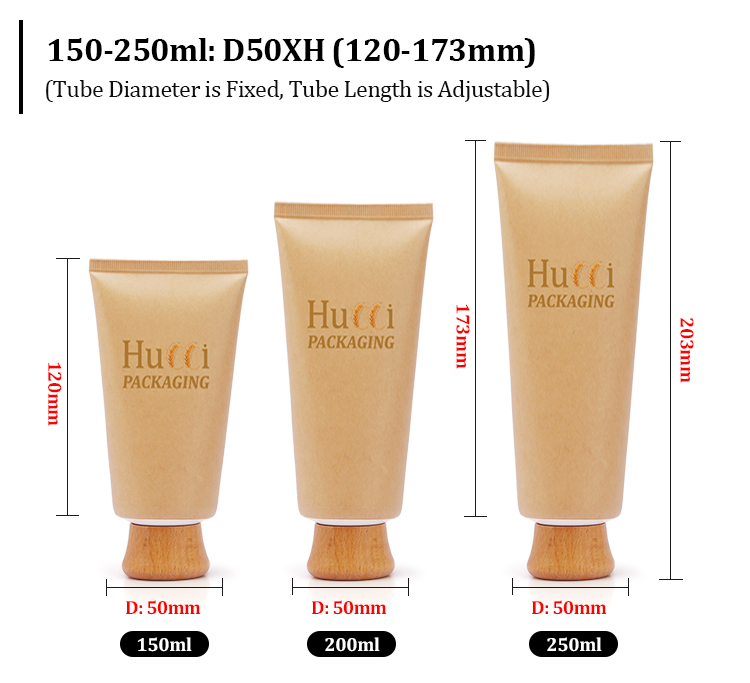 150-250ml: D50XH (120-173mm)
(Tube Diameter is Fixed, Tube Length is Adjustable)
120mm
Hucci
PACKAGING
Hucci
PACKAGING
173mm
Hucci
PACKAGING
203mm
D: 50mm
D: 50mm
D: 50mm
150ml
200ml
250ml